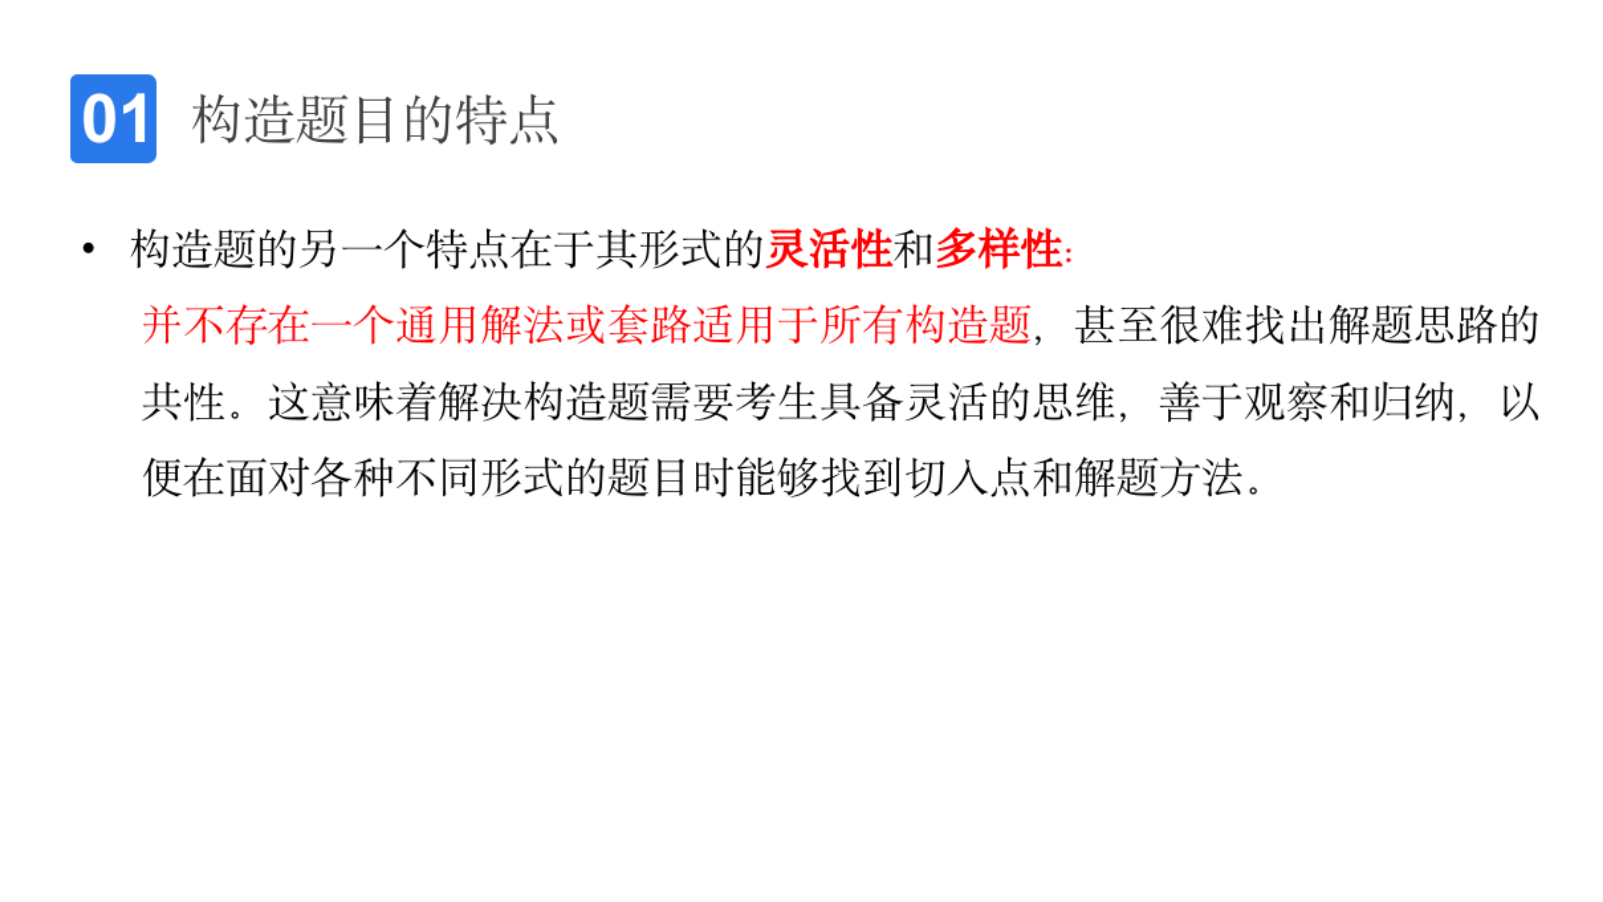 01 构造题目的特点
• 构造题的另一个特点在于其形式的灵活性和多样性:
并不存在一个通用解法或套路适用于所有构造题，甚至很难找出解题思路的
共性。这意味着解决构造题需要考生具备灵活的思维，善于观察和归纳，以
便在面对各种不同形式的题目时能够找到切入点和解题方法。